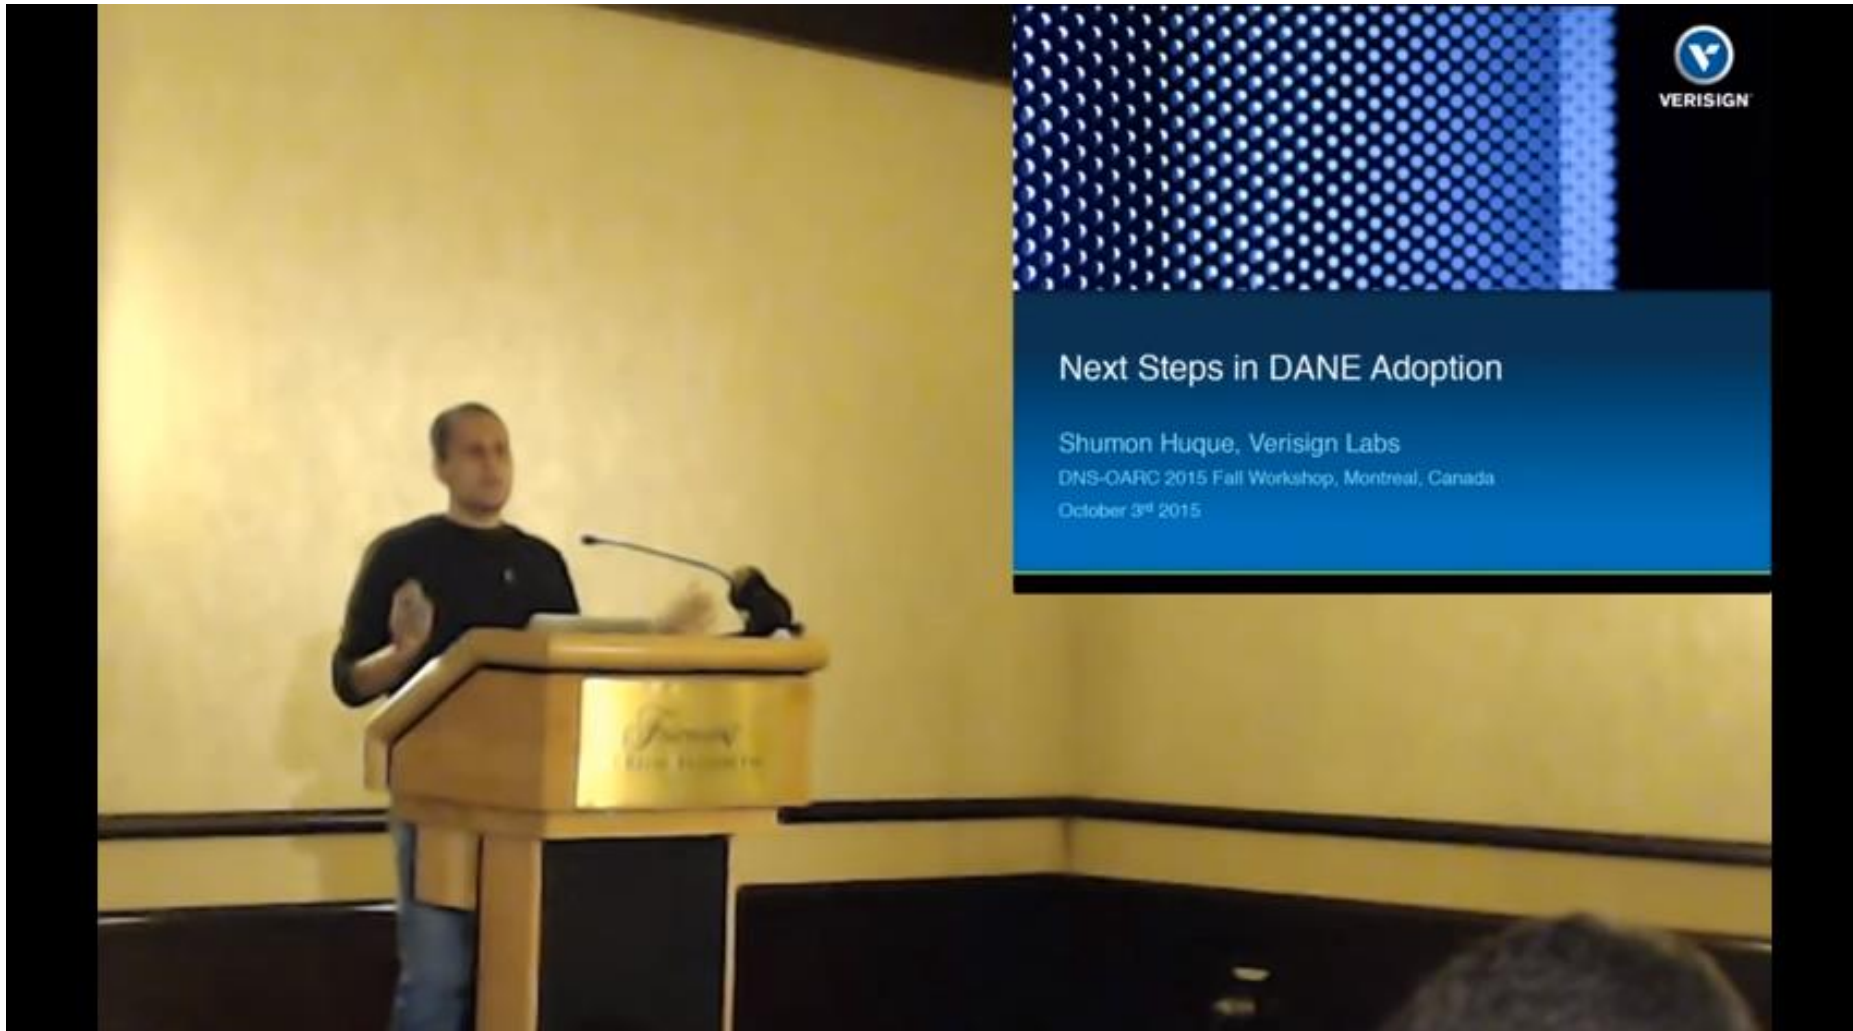 VERISIGN
Next Steps in DANE Adoption
Shumon Huque, Verisign Labs
DNS-OARC 2015 Fall Workshop, Montreal, Canada
October 3rd 2015
Fairmont